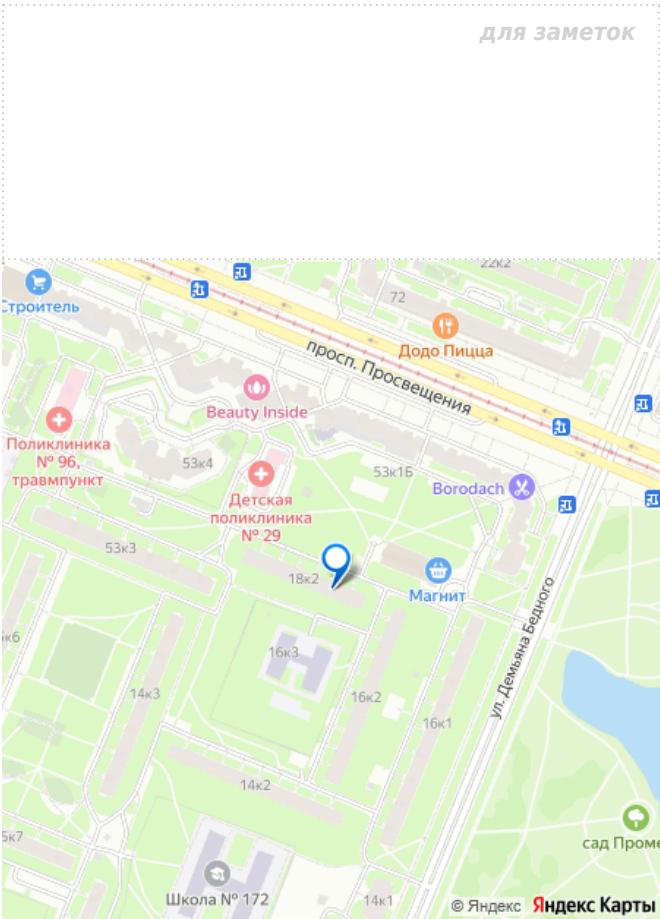 для заметок
22к2
72
Строитель
Додо Пицца
просп. Просвещения
Beauty Inside
Поликлиника
№ 96,
травмпункт
53к4
53к1Б
Borodach
Детская
поликлиника
№ 29
53к3
18к2
Магнит
ул. Демьяна Бедного
к6
16к3
14к3
16к2
16к1
14к2
5к7
сад Проме
Школа № 172
14к1
© Яндекс Яндекс Карты